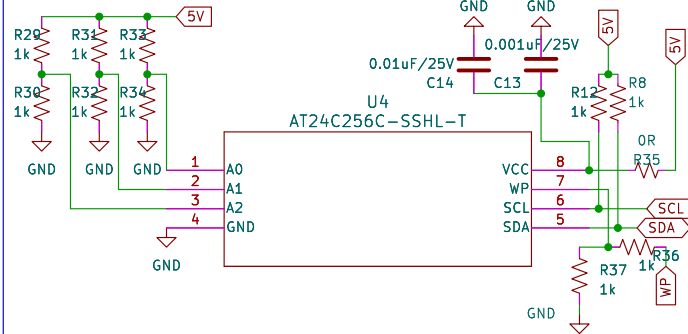 GND
GND
5V
5V
5V
R29
1k
R31
1k
R33
1k
0.001uF/25V
0.01uF/25V
C14
C13
R12
1k
R8
1k
R30
1k
R32
1k
R34
1k
U4
AT24C256C-SSHL-T
0R
R35
GND
GND
GND
1
A0
VCC
8
2
A1
WP
7
3
A2
SCL
6
SCL
4
GND
SDA
5
SDA
GND
R36
1k
R37
1k
WP
GND